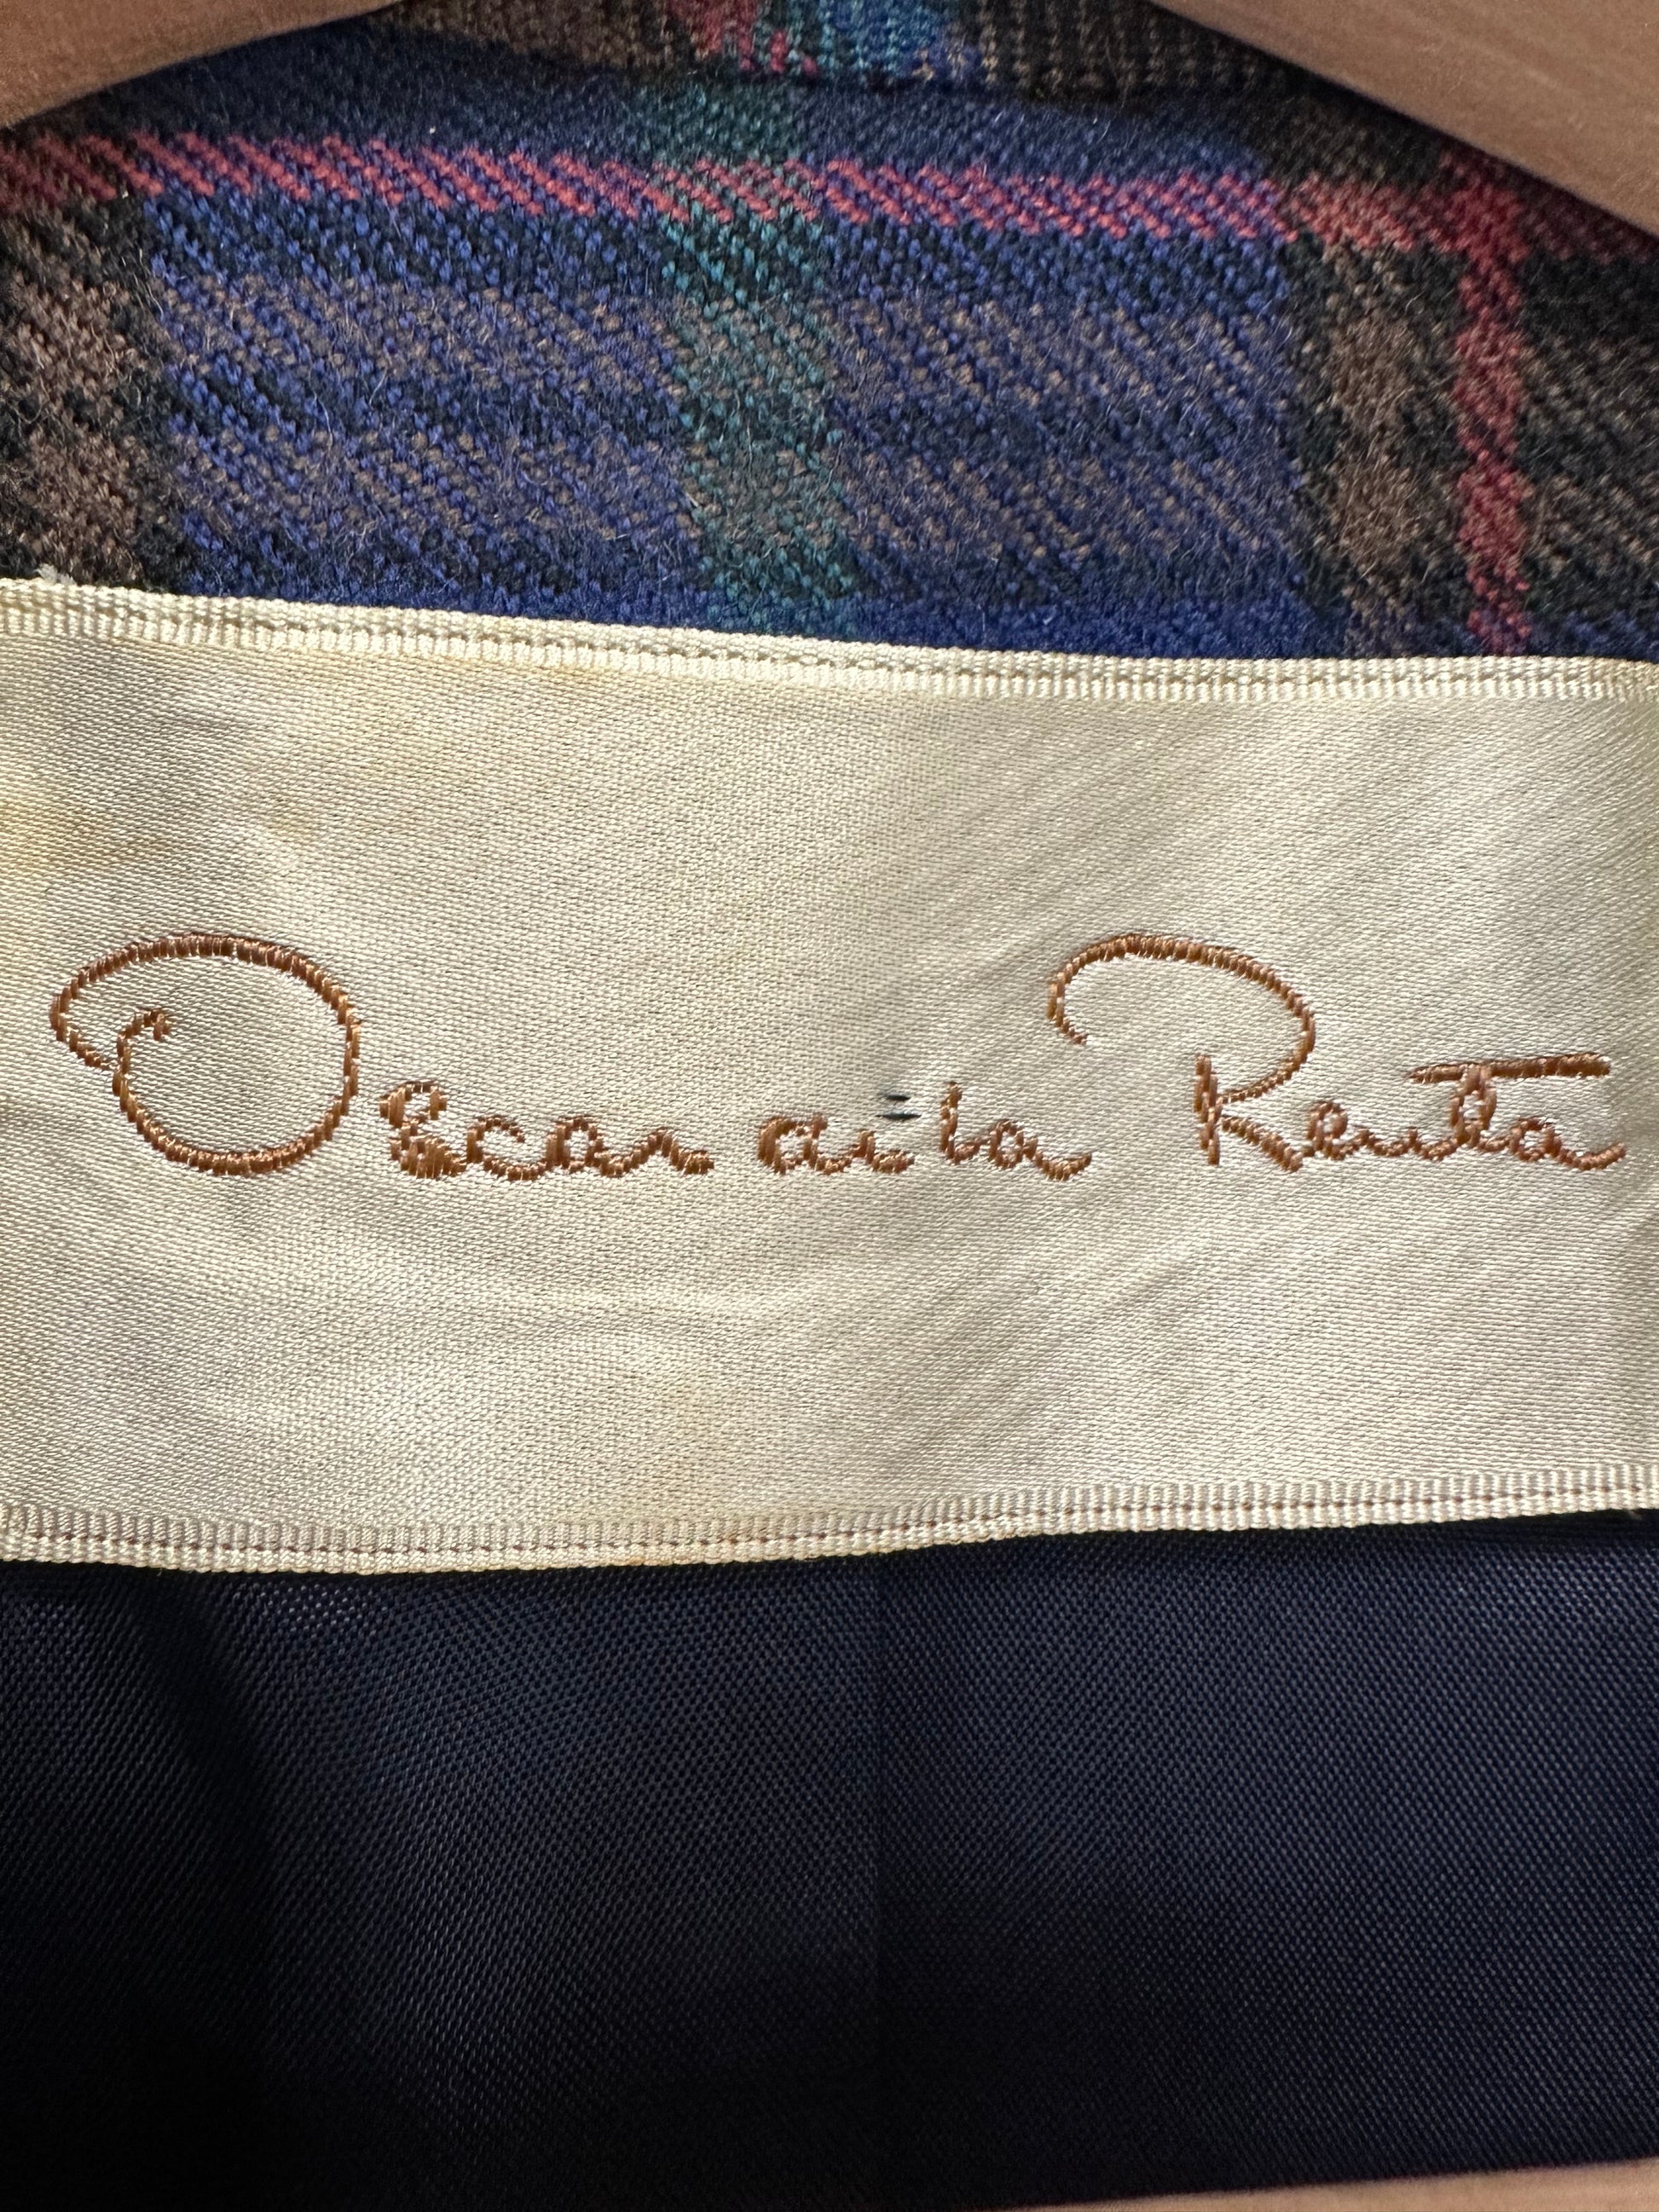 Oscar de la Renta